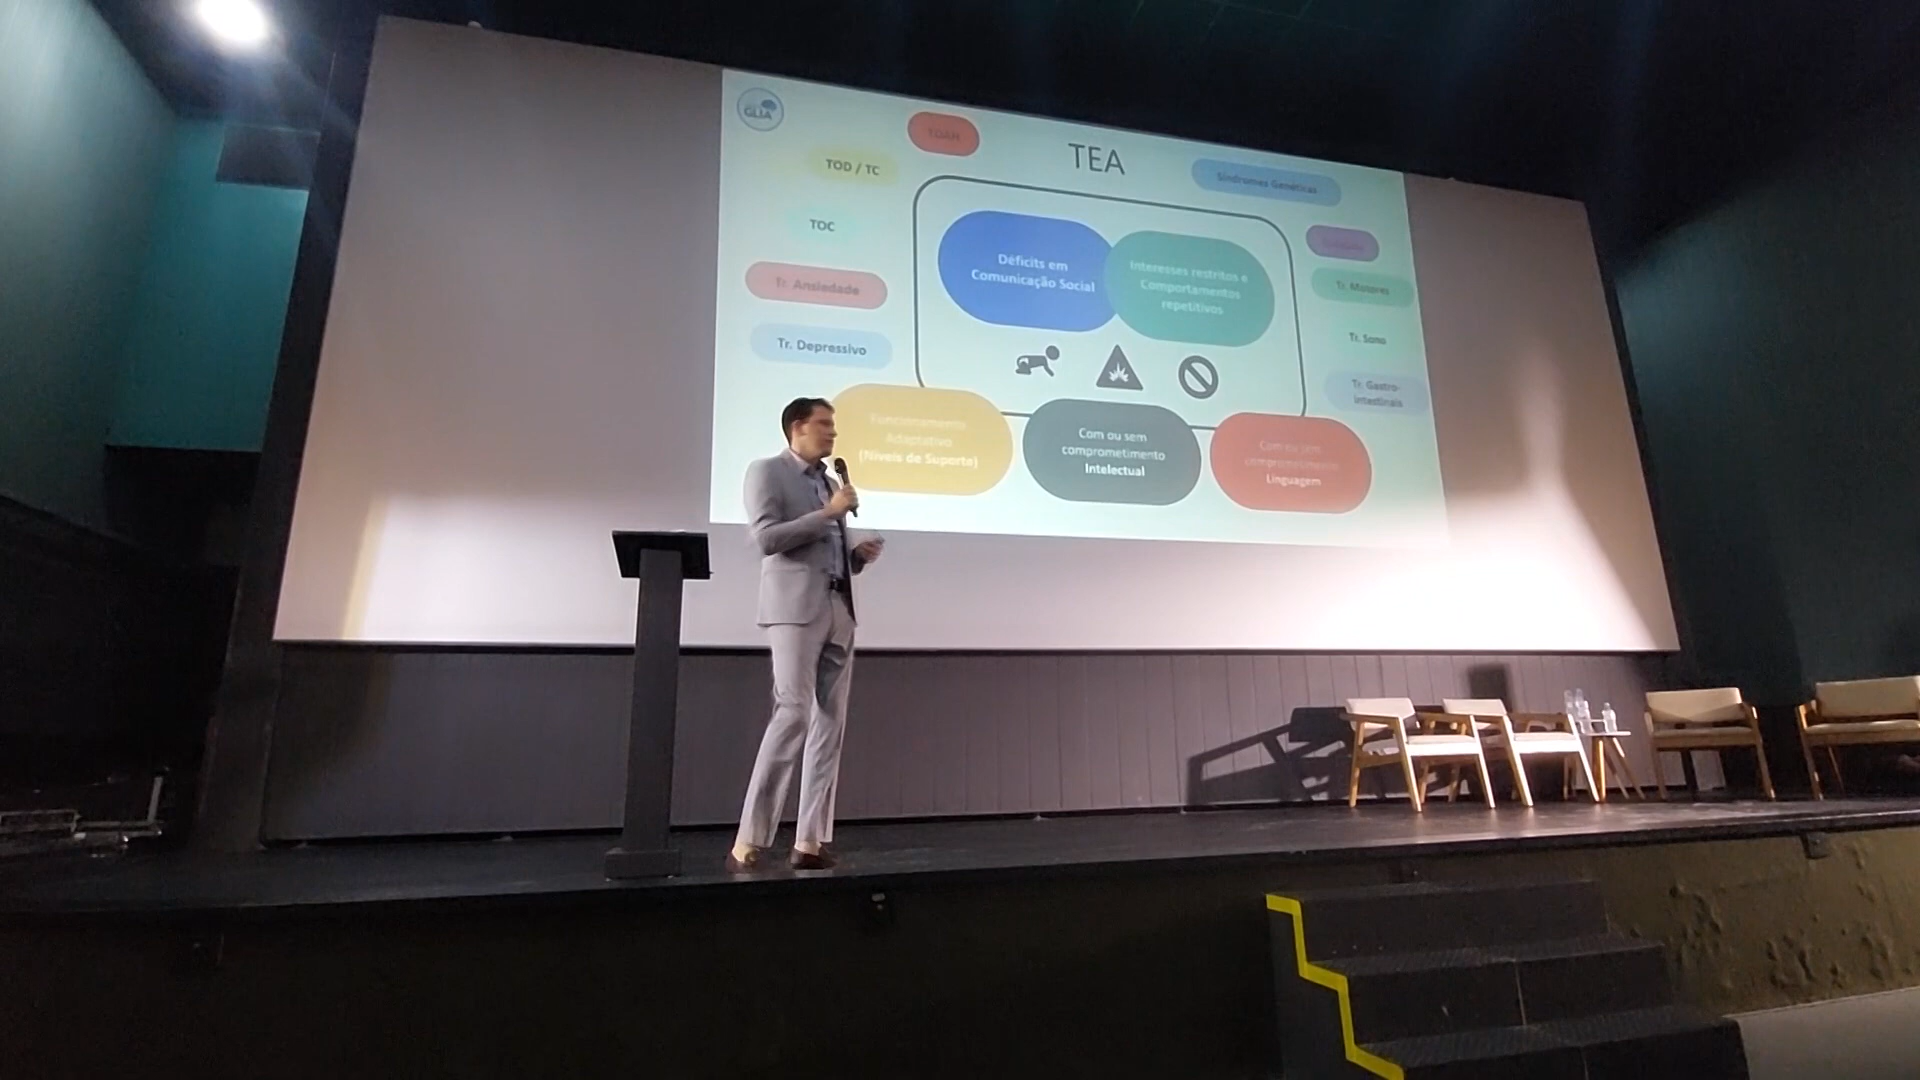 GLIA
TDAH
TEA
TOD / TC
Síndromes Genéticas
TOC
Déficits em
Comunicação Social
Interesses restritos e
Comportamentos
repetitivos
Tr. Ansiedade
Tr. Motores
Tr. Depressivo
Tr. Sono
Tr. Gastro-
intestinais
Funcionamento
Adaptativo
(Níveis de Suporte)
Com ou sem
comprometimento
Intelectual
Com ou sem
comprometimento
Linguagem